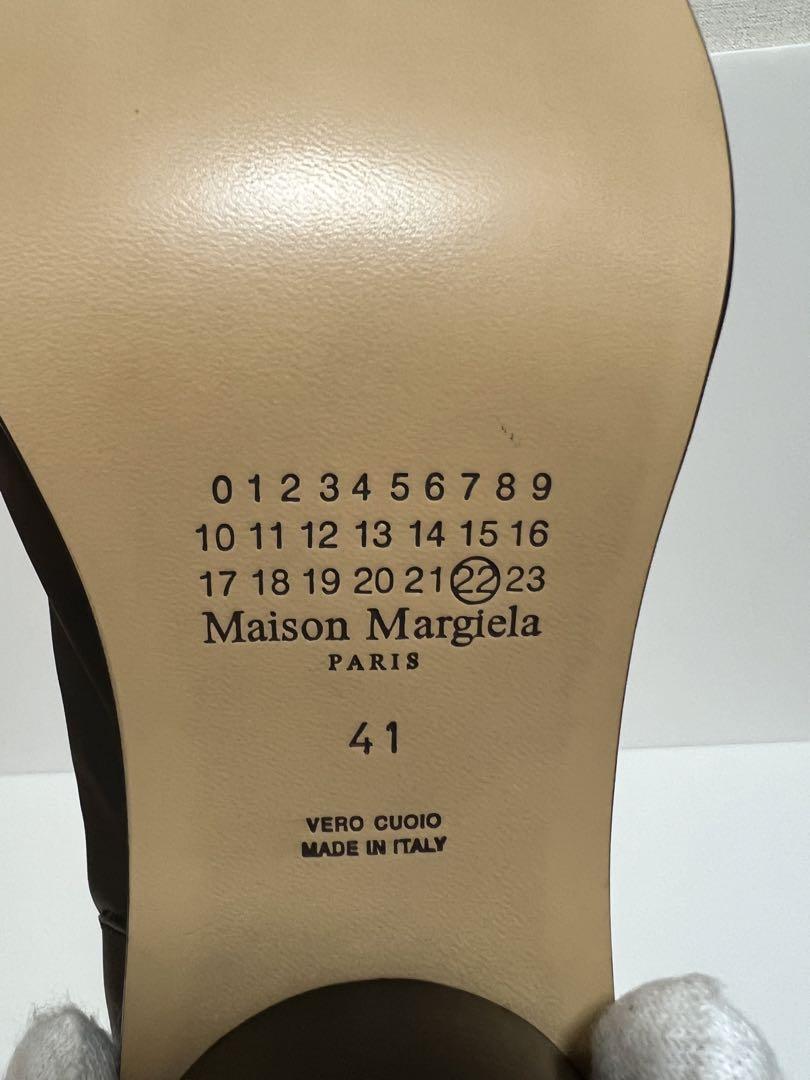 0 1 2 3 4 5 6 7 8 9
10 11 12 13 14 15 16
17 18 19 20 21 22 23
Maison Margiela
PARIS
41
VERO CUOIO
MADE IN ITALY